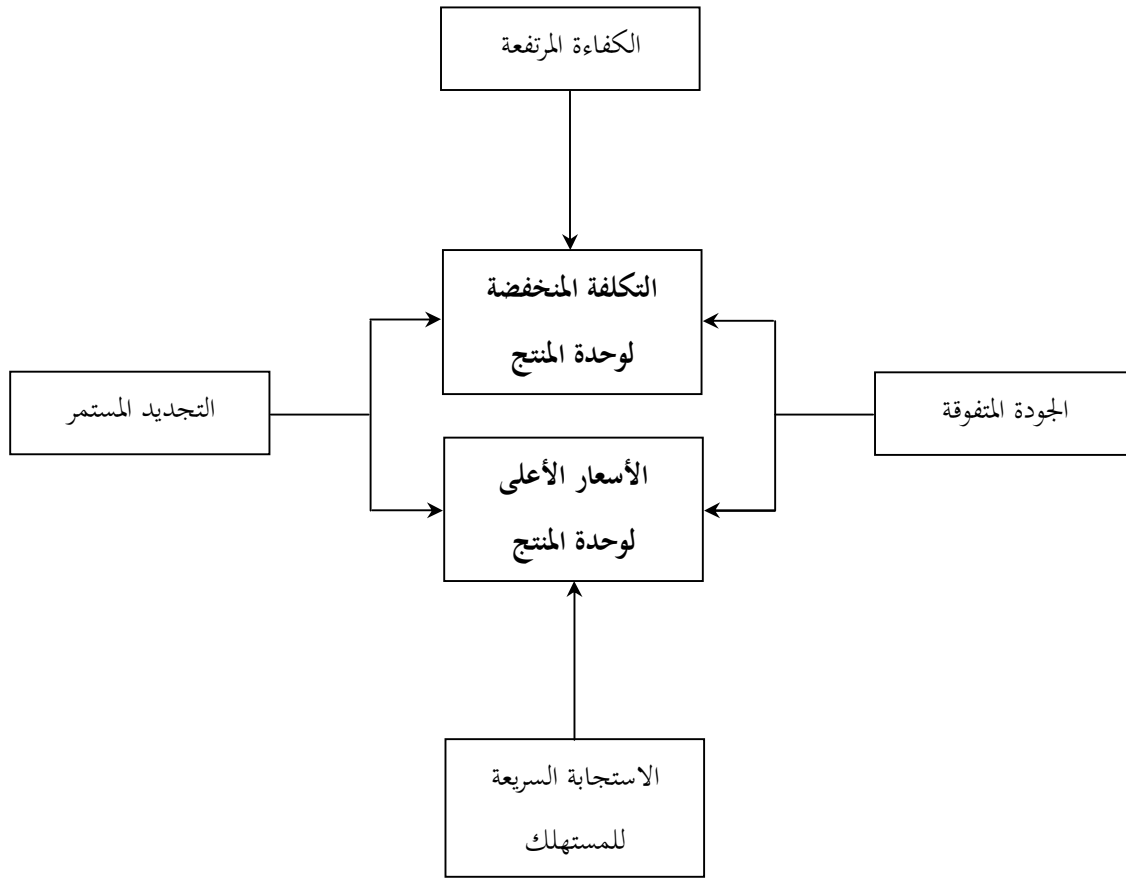 الكفاءة المرتفعة
التكلفة المنخفضة
لوحدة المنتج
الجودة المتفوقة
التجديد المستمر
الأسعار الأعلى
لوحدة المنتج
الاستجابة السريعة
للمستهلك